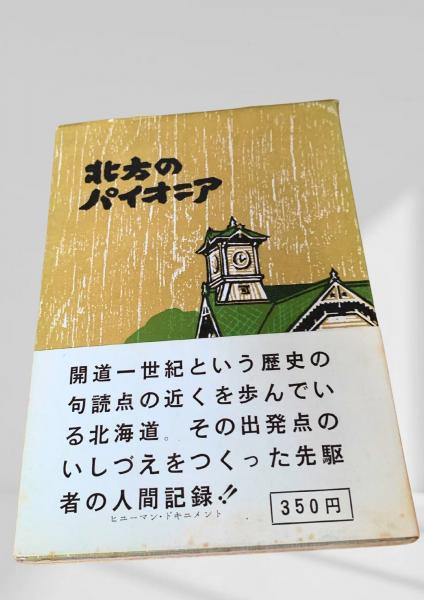 北方の
パイオニア
開道一世紀という歴史の
句読点の近くを歩んでい
る北海道。その出発点の
いしづえをつくった先駆
者の人間記録!!
ヒューマン・ドキュメント
350円